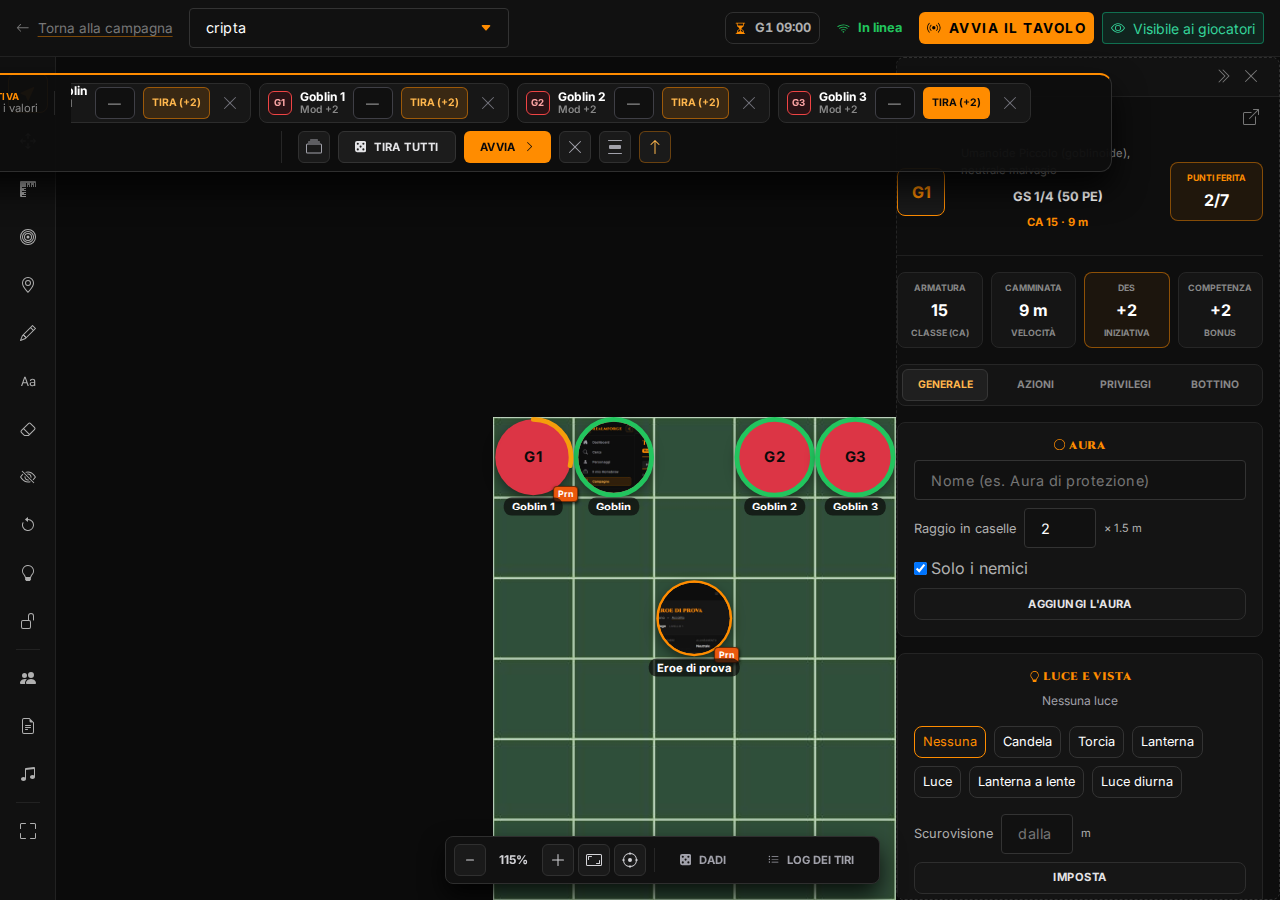 Torna alla campagna
cripta
G1 09:00
In linea
AVVIA IL TAVOLO
Visibile ai giocatori
i valori
TIRA (+2)
G1
Goblin 1
Mod +2
—
TIRA (+2)
G2
Goblin 2
Mod +2
—
TIRA (+2)
G3
Goblin 3
Mod +2
—
TIRA (+2)
TIRA TUTTI
AVVIA
G1
GS 1/4 (50 PE)
CA 15 · 9 m
PUNTI FERITA
2/7
ARMATURA
15
CLASSE (CA)
CAMMINATA
9 m
VELOCITÀ
DES
+2
INIZIATIVA
COMPETENZA
+2
BONUS
GENERALE
AZIONI
PRIVILEGI
BOTTINO
AURA
Nome (es. Aura di protezione)
Raggio in caselle
2
× 1.5 m
Solo i nemici
AGGIUNGI L'AURA
LUCE E VISTA
Nessuna luce
Nessuna
Candela
Torcia
Lanterna
Luce
Lanterna a lente
Luce diurna
Scurovisione
dalla
m
IMPOSTA
Aa
G1
Prn
Goblin 1
Goblin
G2
Goblin 2
G3
Goblin 3
EROE DI PROVA
Prn
Eroe di prova
115%
DADI
LOG DEI TIRI